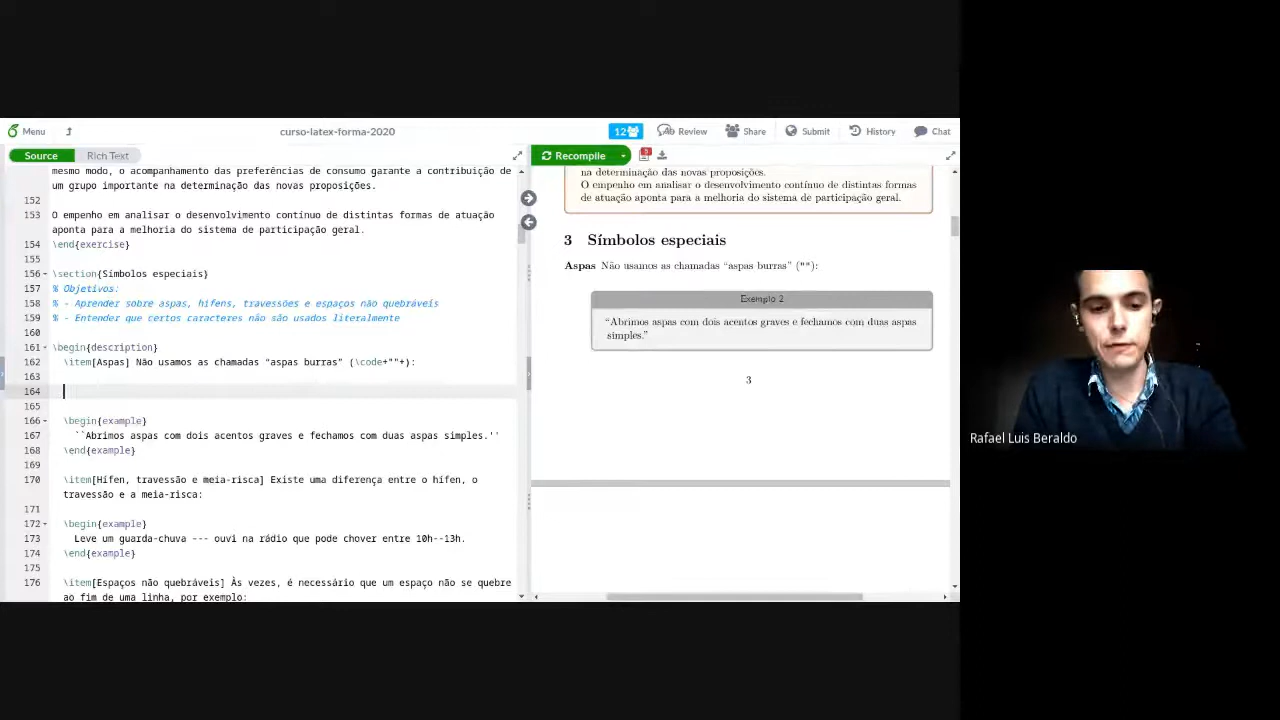 Menu
curso-latex-forma-2020
12
Review
Share
Submit
History
Chat
Source
Rich Text
Recompile
mesmo modo, o acompanhamento das preferências de consumo garante a contribuição de
um grupo importante na determinação das novas proposições.
152
153 O empenho em analisar o desenvolvimento contínuo de distintas formas de atuação
aponta para a melhoria do sistema de participação geral.
154 \end{exercise}
155
156 \section{Símbolos especiais}
157 % Objetivos:
158 % - Aprender sobre aspas, hífens, travessões e espaços não quebráveis
159 % - Entender que certos caracteres não são usados literalmente
160
161 \begin{description}
162 \item[Aspas] Não usamos as chamadas "aspas burras" (\code+""+):
163
164
165
166 \begin{example}
167 ``Abrimos aspas com dois acentos graves e fechamos com duas aspas simples.''
168 \end{example}
169
170 \item[Hífen, travessão e meia-risca] Existe uma diferença entre o hífen, o
travessão e a meia-risca:
171
172 \begin{example}
173 Leve um guarda-chuva --- ouvi na rádio que pode chover entre 10h--13h.
174 \end{example}
175
176 \item[Espaços não quebráveis] Às vezes, é necessário que um espaço não se quebre
ao fim de uma linha, por exemplo:
na determinação das novas proposições.
O empenho em analisar o desenvolvimento contínuo de distintas formas
de atuação aponta para a melhoria do sistema de participação geral.
3 Símbolos especiais
Aspas Não usamos as chamadas “aspas burras” (""):
Exemplo 2
“Abrimos aspas com dois acentos graves e fechamos com duas aspas
simples.”
3
Rafael Luis Beraldo